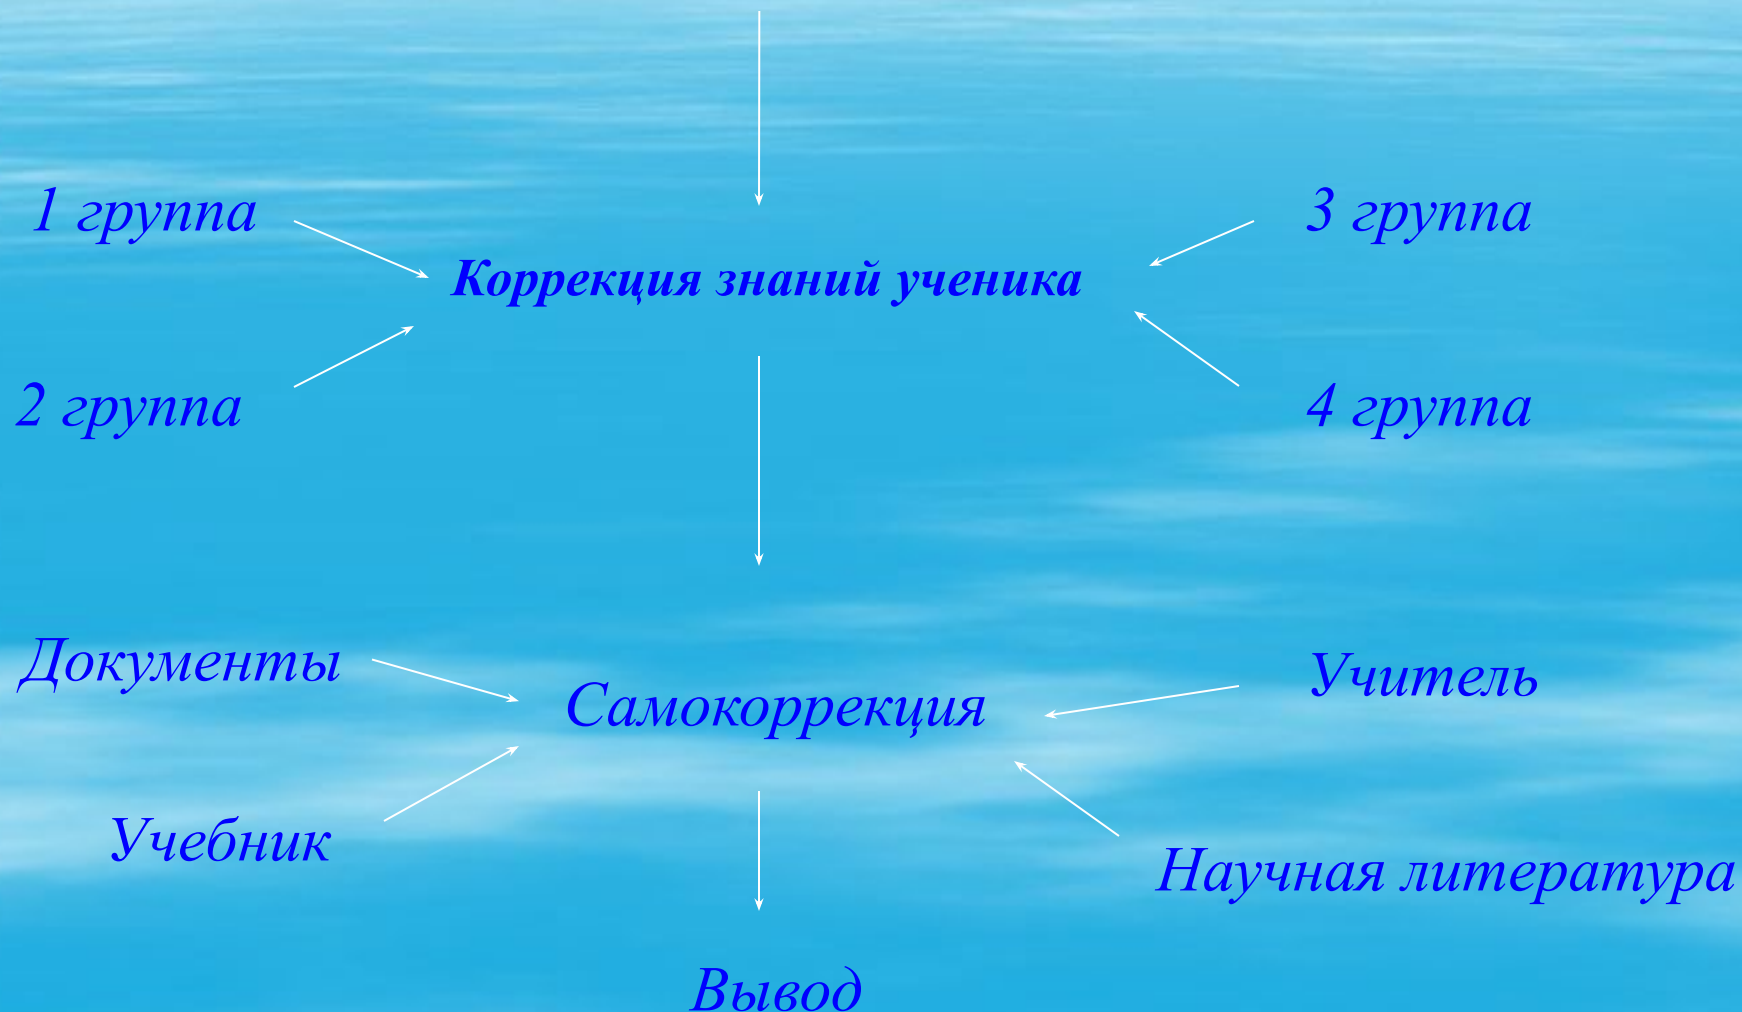 1 группа
3 группа
Коррекция знаний ученика
2 группа
4 группа
Документы
Учитель
Самокоррекция
Учебник
Научная литература
Вывод